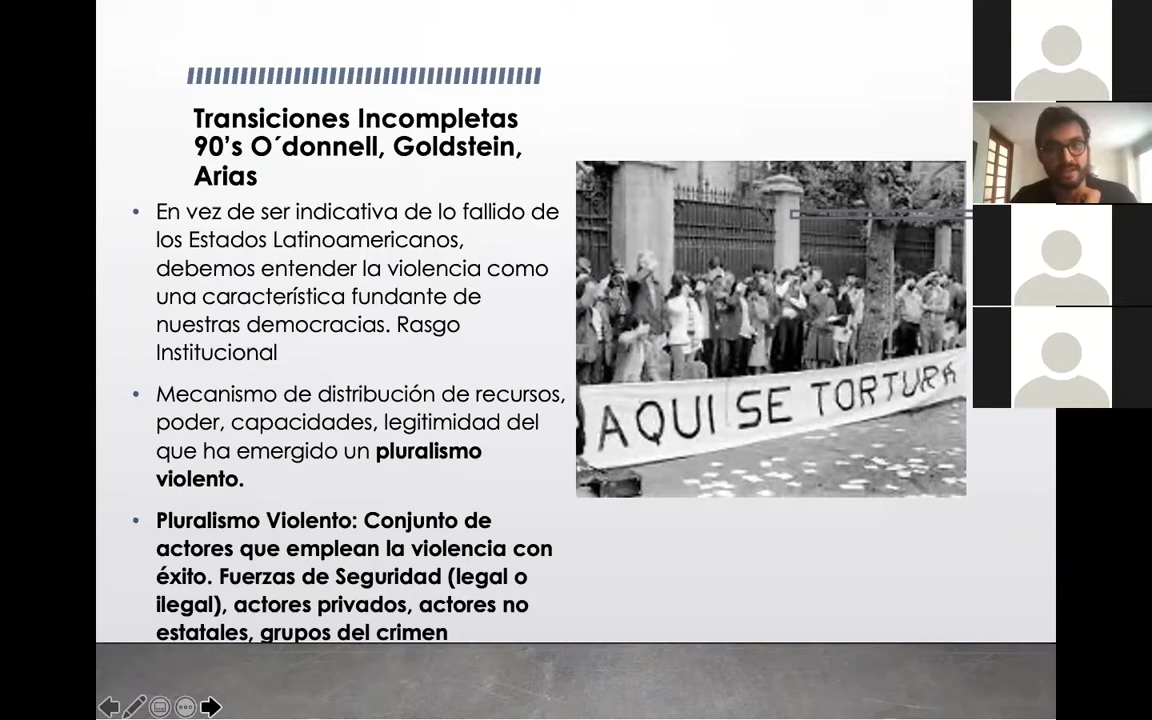 Transiciones Incompletas
90’s O´donnell, Goldstein,
Arias
• En vez de ser indicativa de lo fallido de
los Estados Latinoamericanos,
debemos entender la violencia como
una característica fundante de
nuestras democracias. Rasgo
Institucional
• Mecanismo de distribución de recursos,
poder, capacidades, legitimidad del
que ha emergido un pluralismo
violento.
• Pluralismo Violento: Conjunto de
actores que emplean la violencia con
éxito. Fuerzas de Seguridad (legal o
ilegal), actores privados, actores no
estatales, grupos del crimen
AQUI SE TORTURA